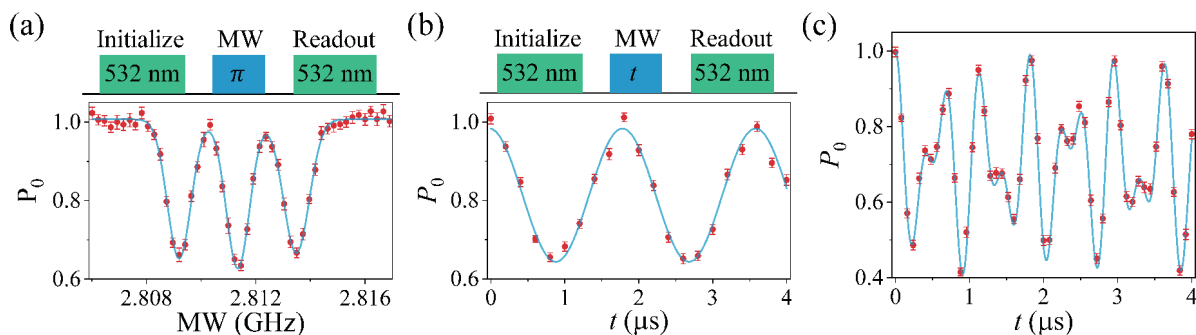 (a)
Initialize MW Readout
532 nm π 532 nm
P0
1.0
0.8
0.6
2.808 2.812 2.816
MW (GHz)
(b)
Initialize MW Readout
532 nm t 532 nm
P0
1.0
0.8
0.6
0 1 2 3 4
t (μs)
(c)
P0
1.0
0.8
0.6
0.4
0 1 2 3 4
t (μs)